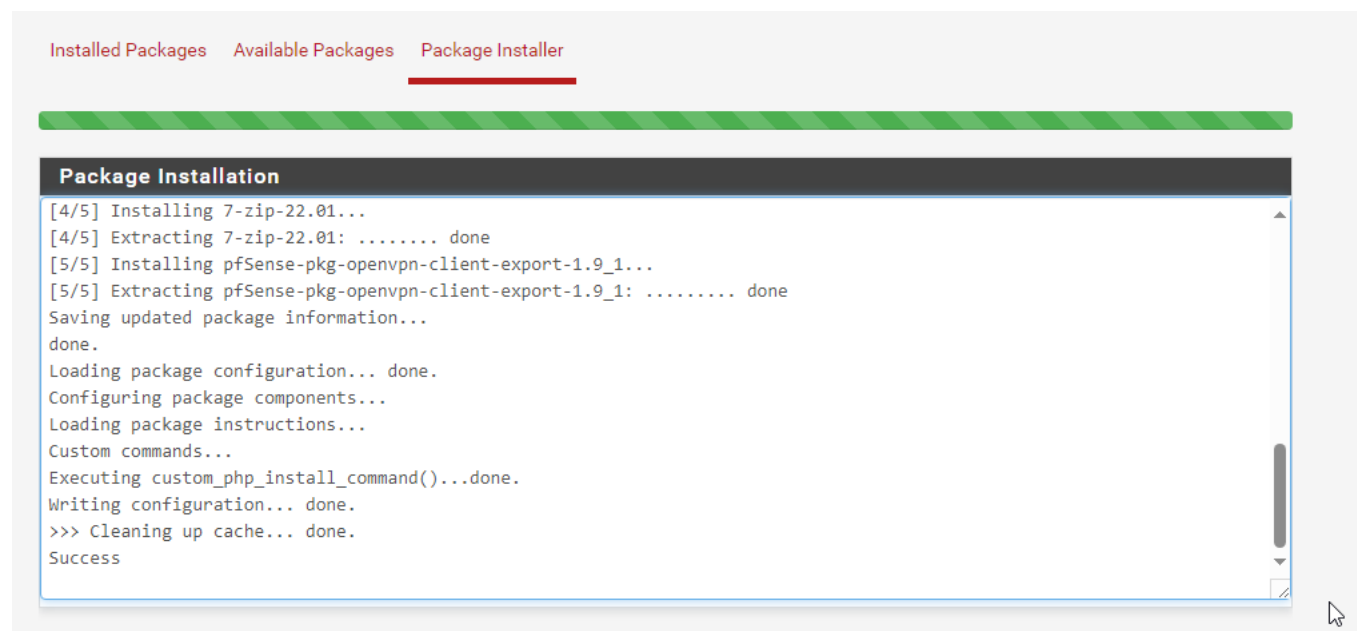 Installed Packages Available Packages Package Installer
Package Installation
[4/5] Installing 7-zip-22.01...
[4/5] Extracting 7-zip-22.01: ........ done
[5/5] Installing pfSense-pkg-openvpn-client-export-1.9_1...
[5/5] Extracting pfSense-pkg-openvpn-client-export-1.9_1: ......... done
Saving updated package information...
done.
Loading package configuration... done.
Configuring package components...
Loading package instructions...
Custom commands...
Executing custom_php_install_command()...done.
Writing configuration... done.
>>> Cleaning up cache... done.
Success